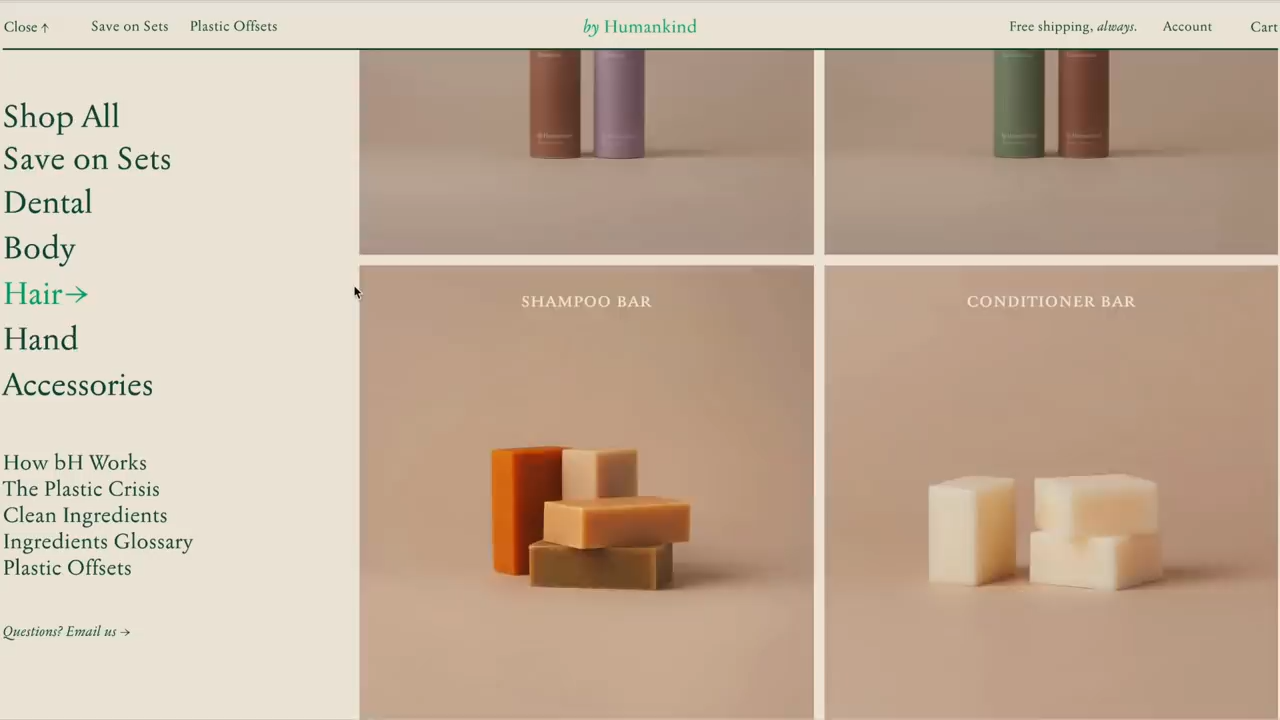 Close ↑
Save on Sets
Plastic Offsets
by Humankind
Free shipping, always.
Account
Cart
Shop All
Save on Sets
Dental
Body
Hair→
Hand
Accessories
How bH Works
The Plastic Crisis
Clean Ingredients
Ingredients Glossary
Plastic Offsets
Questions? Email us →
SHAMPOO BAR
CONDITIONER BAR